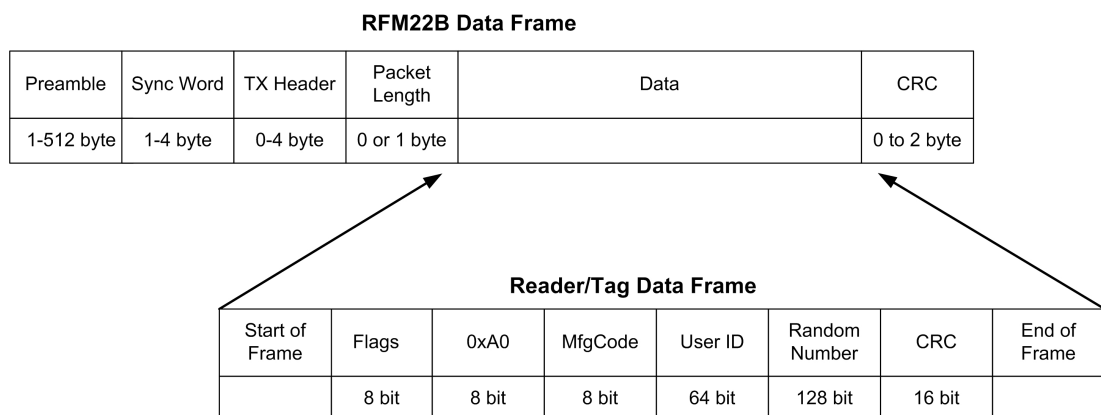 RFM22B Data Frame
Preamble
Sync Word
TX Header
Packet
Length
Data
CRC
1-512 byte
1-4 byte
0-4 byte
0 or 1 byte
0 to 2 byte
Reader/Tag Data Frame
Start of
Frame
Flags
0xA0
MfgCode
User ID
Random
Number
CRC
End of
Frame
8 bit
8 bit
8 bit
64 bit
128 bit
16 bit